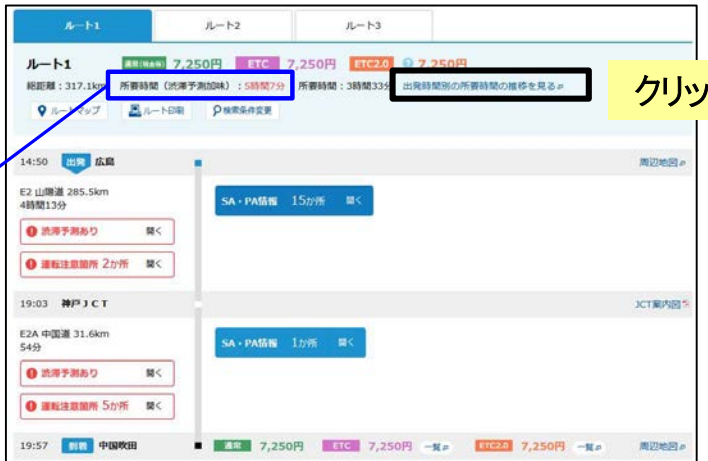 ルート1 ルート2 ルート3
ルート1 通常(現金等) 7,250円 ETC 7,250円 ETC2.0 7,250円
総距離：317.1km 所要時間（渋滞予測加味）：5時間7分 所要時間：3時間33分 出発時間別の所要時間の推移を見る
クリッ
ルートマップ ルート印刷 検索条件変更
14:50 出発 広島 周辺地図
E2 山陽道 285.5km
4時間13分
SA・PA情報 15か所 開く
渋滞予測あり 開く
運転注意箇所 2か所 開く
19:03 神戸JCT JCT案内図
E2A 中国道 31.6km
54分
SA・PA情報 1か所 開く
渋滞予測あり 開く
運転注意箇所 5か所 開く
19:57 到着 中国吹田 通常 7,250円 ETC 7,250円 一覧 ETC2.0 7,250円 一覧 周辺地図